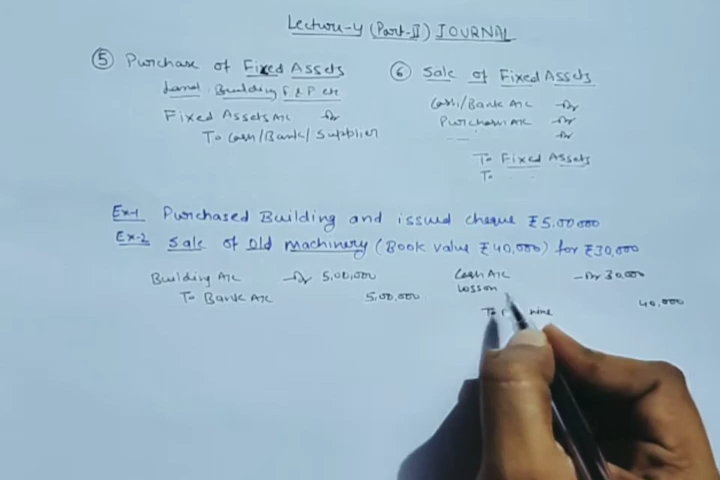 Lecture-4 (Part-II) JOURNAL
⑤ Purchase of Fixed Assets
Land, Building F&F etc
Fixed Assets A/c Dr
To Cash/Bank/Supplier
⑥ Sale of Fixed Assets
Cash/Bank A/c Dr
Purchaser A/c Dr
Dr
To Fixed Assets
To
Ex-1 Purchased Building and issued cheque ₹5,00,000
Ex-2 Sale of Old Machinery (Book value ₹40,000) for ₹30,000
Building A/c Dr 5,00,000
To Bank A/c 5,00,000
Cash A/c Dr 30,000
Loss on
To 40,000